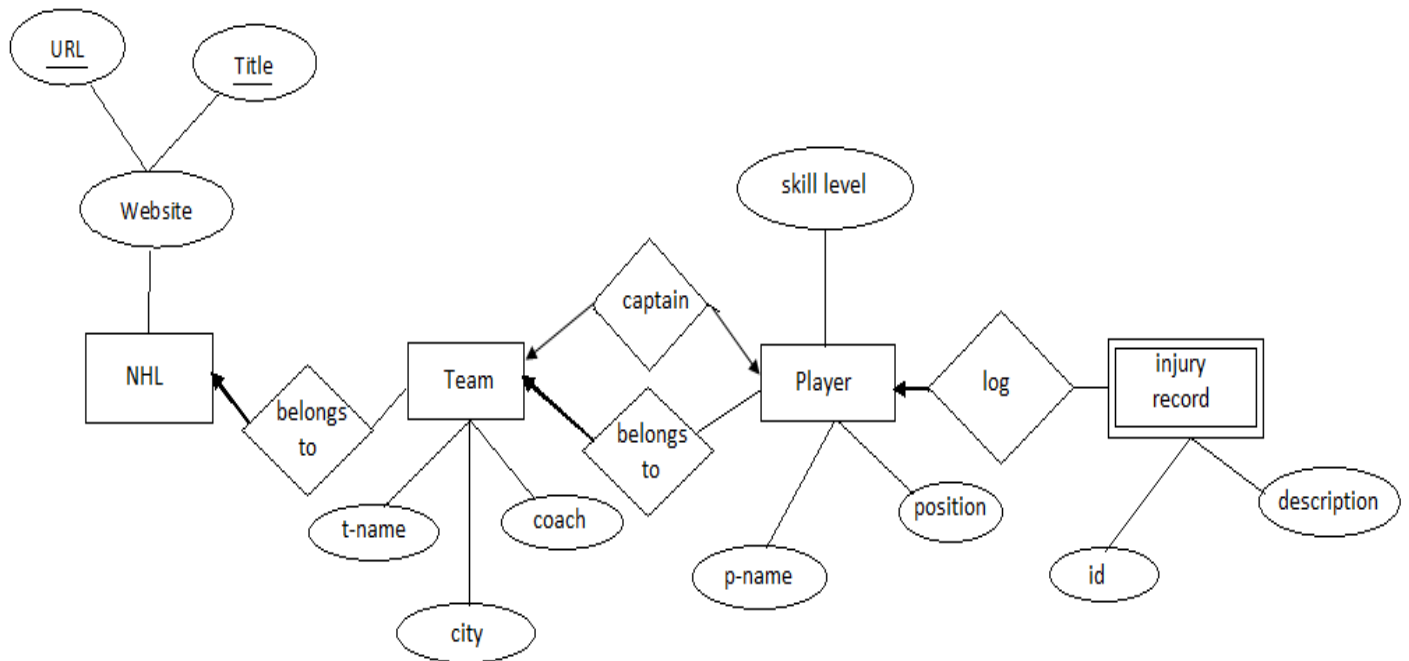 URL
Title
Website
skill level
captain
NHL
Team
Player
log
injury
record
belongs
to
belongs
to
t-name
coach
position
description
p-name
id
city